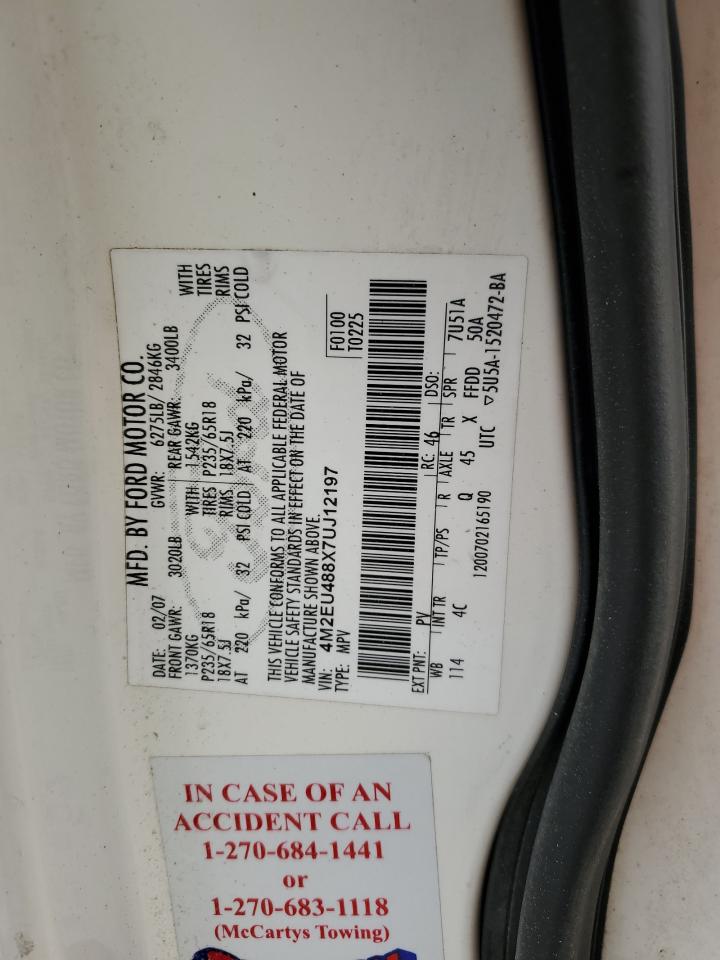 MFD. BY FORD MOTOR CO.
DATE: 02/07 GVWR: 6275LB/ 2846KG
FRONT GAWR: 3020LB REAR GAWR: 3400LB
1370KG WITH 1542KG WITH
P235/65R18 TIRES P235/65R18 TIRES
18X7.5J RIMS 18X7.5J RIMS
AT 220 kPa/ 32 PSI COLD AT 220 kPa/ 32 PSI COLD
THIS VEHICLE CONFORMS TO ALL APPLICABLE FEDERAL MOTOR
VEHICLE SAFETY STANDARDS IN EFFECT ON THE DATE OF
MANUFACTURE SHOWN ABOVE.
VIN: 4M2EU488X7UJ12197
TYPE: MPV
F0100
T0225
EXT PNT: PV RC: 46 DSO:
WB INT TR TP/PS R AXLE TR SPR 7U51A
114 4C Q 45 X FFDD 50A
1200702165190 UTC ▽5U5A-1520472-BA
IN CASE OF AN
ACCIDENT CALL
1-270-684-1441
or
1-270-683-1118
(McCartys Towing)